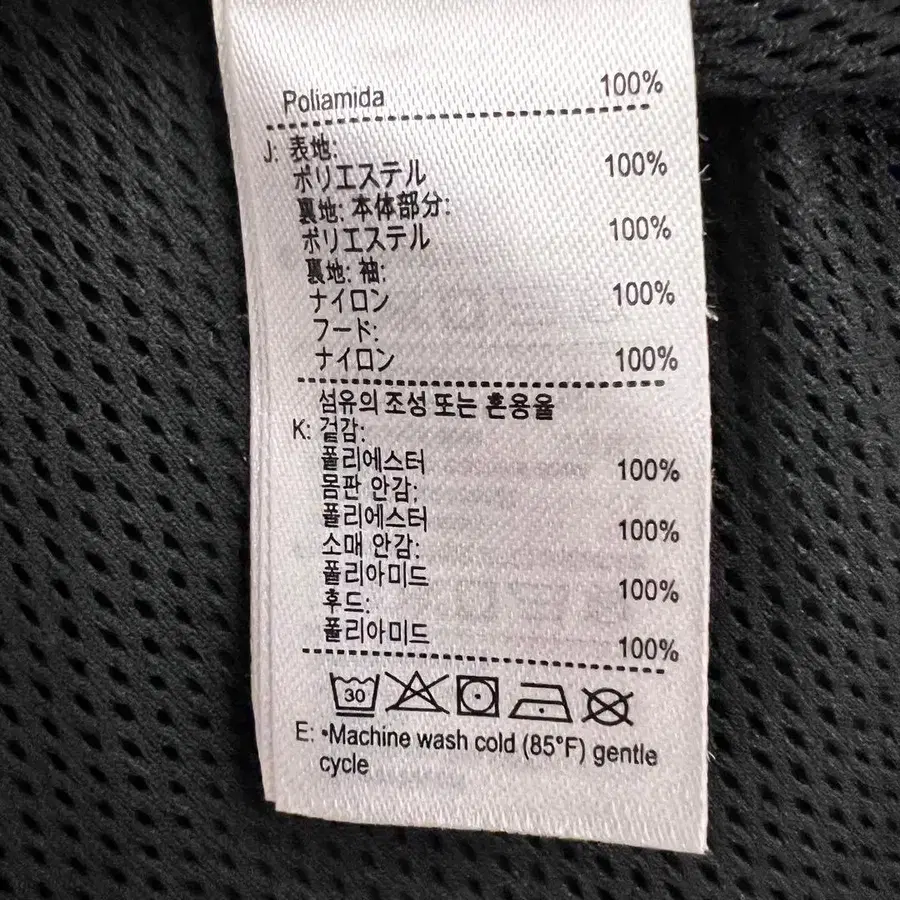 Poliamida 100%
J: 表地:
ポリエステル 100%
裏地: 本体部分:
ポリエステル 100%
裏地: 袖:
ナイロン 100%
フード:
ナイロン 100%
섬유의 조성 또는 혼용율
K: 겉감:
폴리에스터 100%
몸판 안감:
폴리에스터 100%
소매 안감:
폴리아미드 100%
후드:
폴리아미드 100%
30
E: •Machine wash cold (85°F) gentle
cycle